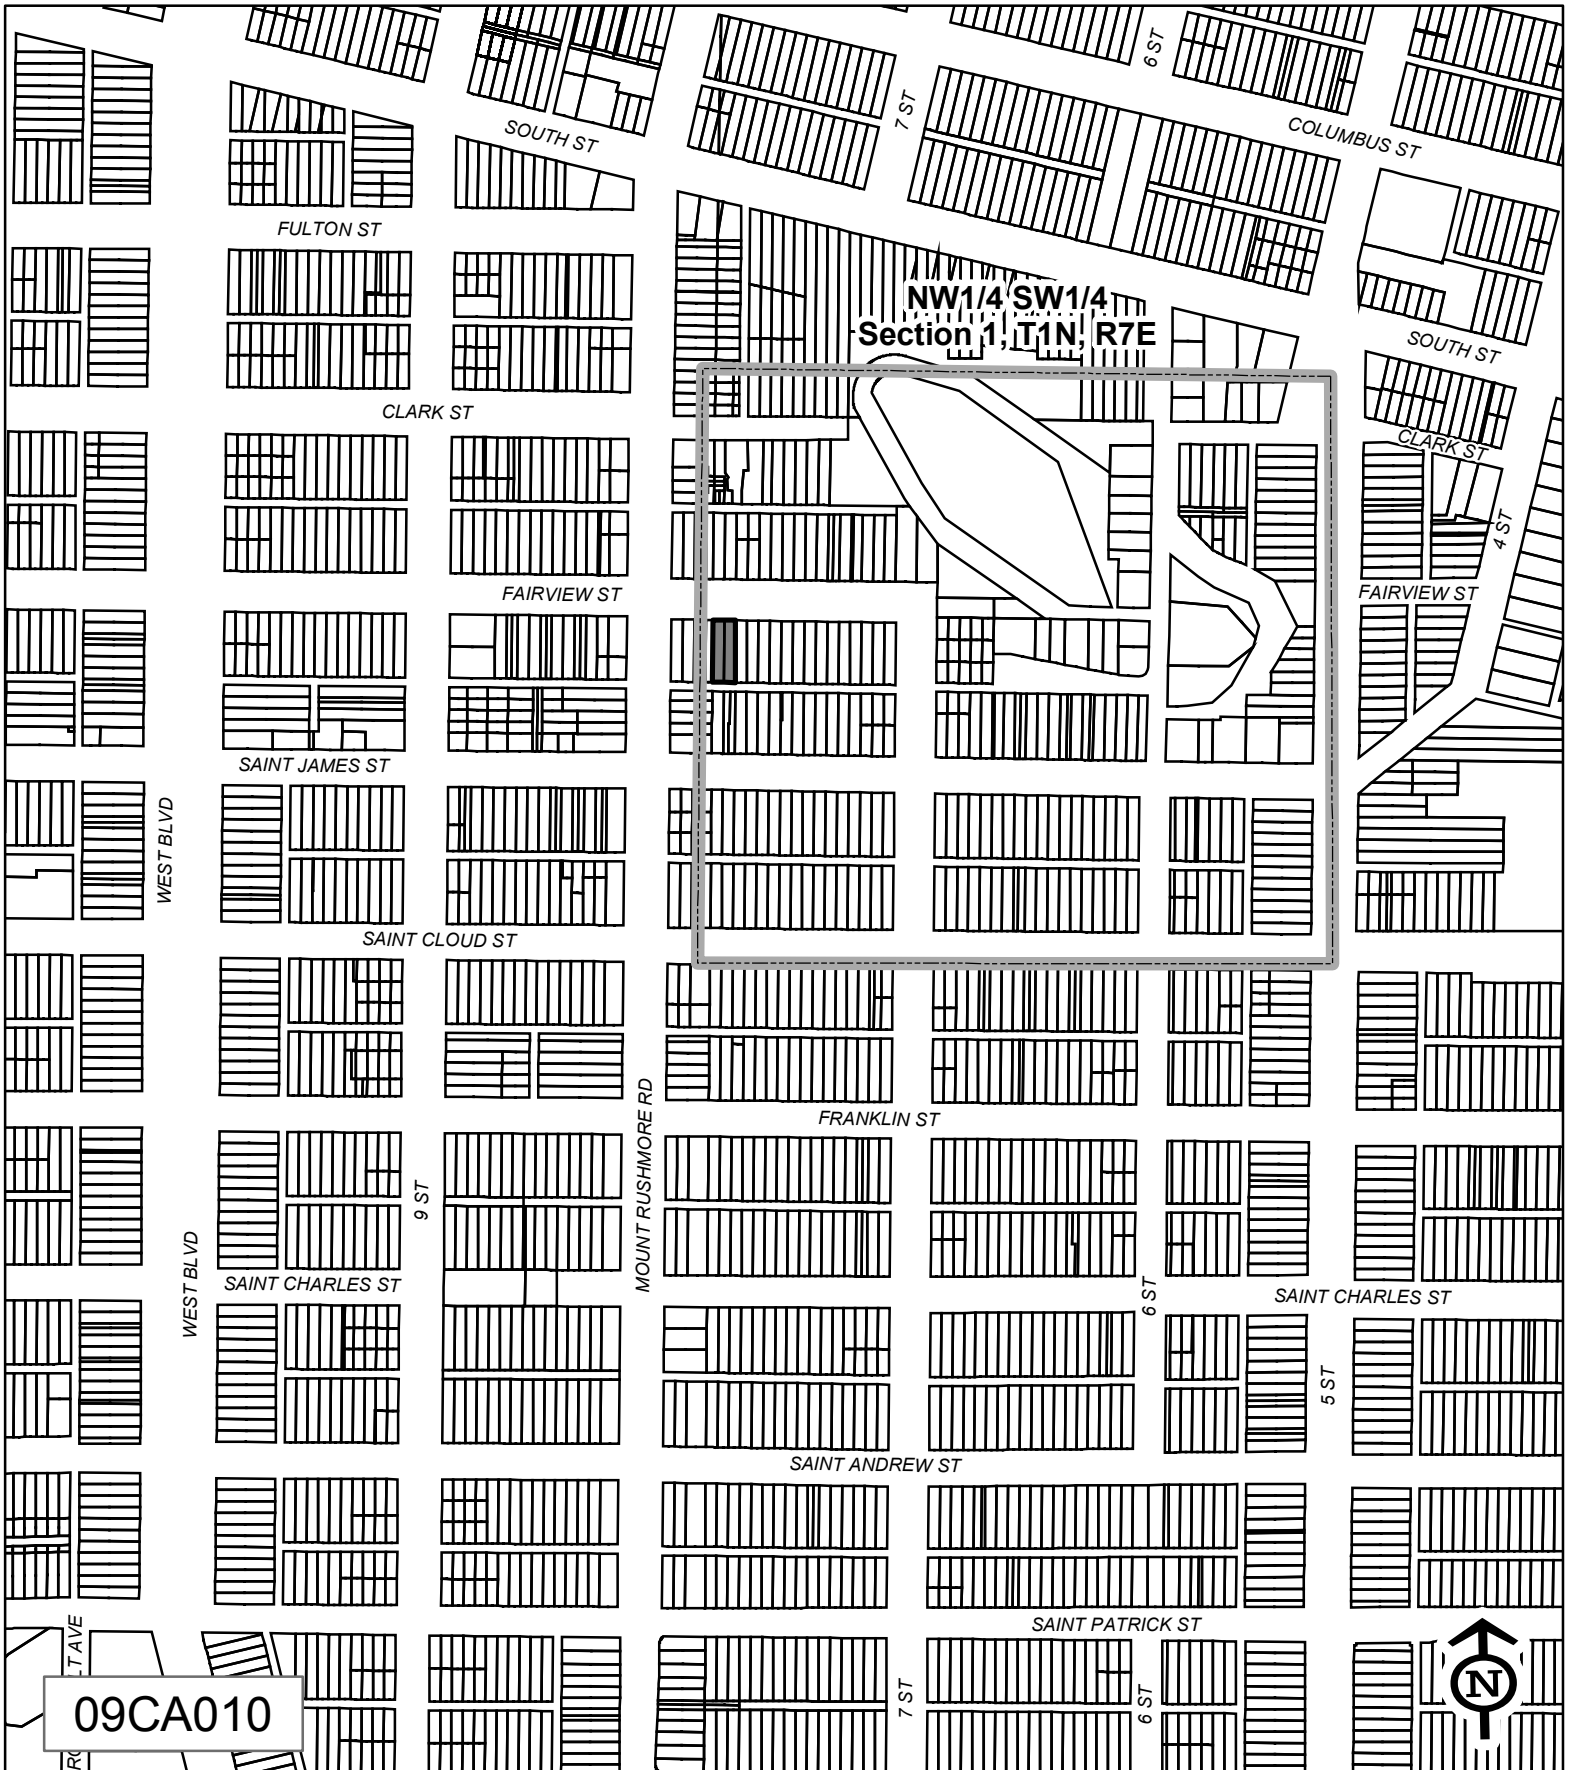 6 ST
7 ST
COLUMBUS ST
SOUTH ST
FULTON ST
NW1/4 SW1/4
Section 1, T1N, R7E
SOUTH ST
CLARK ST
CLARK ST
4 ST
FAIRVIEW ST
FAIRVIEW ST
SAINT JAMES ST
WEST BLVD
SAINT CLOUD ST
MOUNT RUSHMORE RD
FRANKLIN ST
9 ST
WEST BLVD
SAINT CHARLES ST
6 ST
SAINT CHARLES ST
5 ST
SAINT ANDREW ST
SAINT PATRICK ST
7 ST
6 ST
N
09CA010